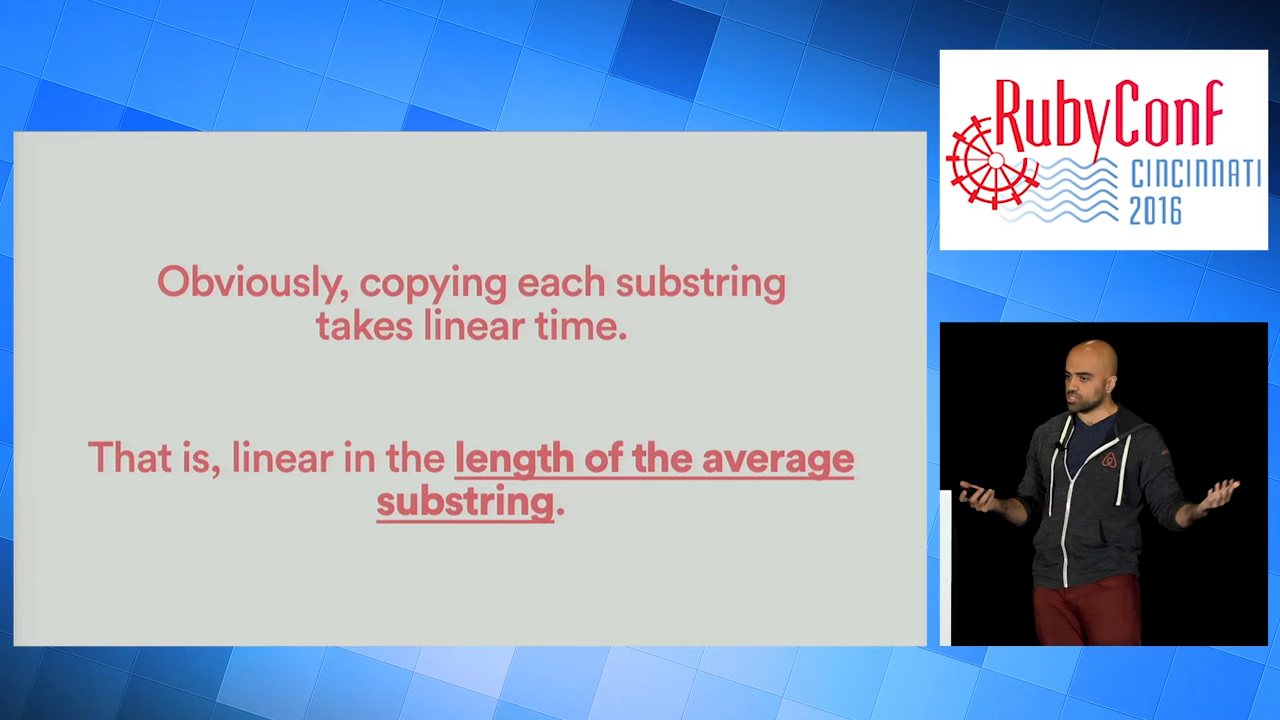 Obviously, copying each substring
takes linear time.
That is, linear in the length of the average
substring.
RubyConf
CINCINNATI
2016